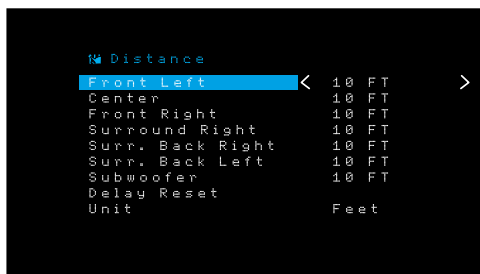 Distance
Front Left < 10 FT >
Center 10 FT
Front Right 10 FT
Surround Right 10 FT
Surr. Back Right 10 FT
Surr. Back Left 10 FT
Subwoofer 10 FT
Delay Reset
Unit Feet